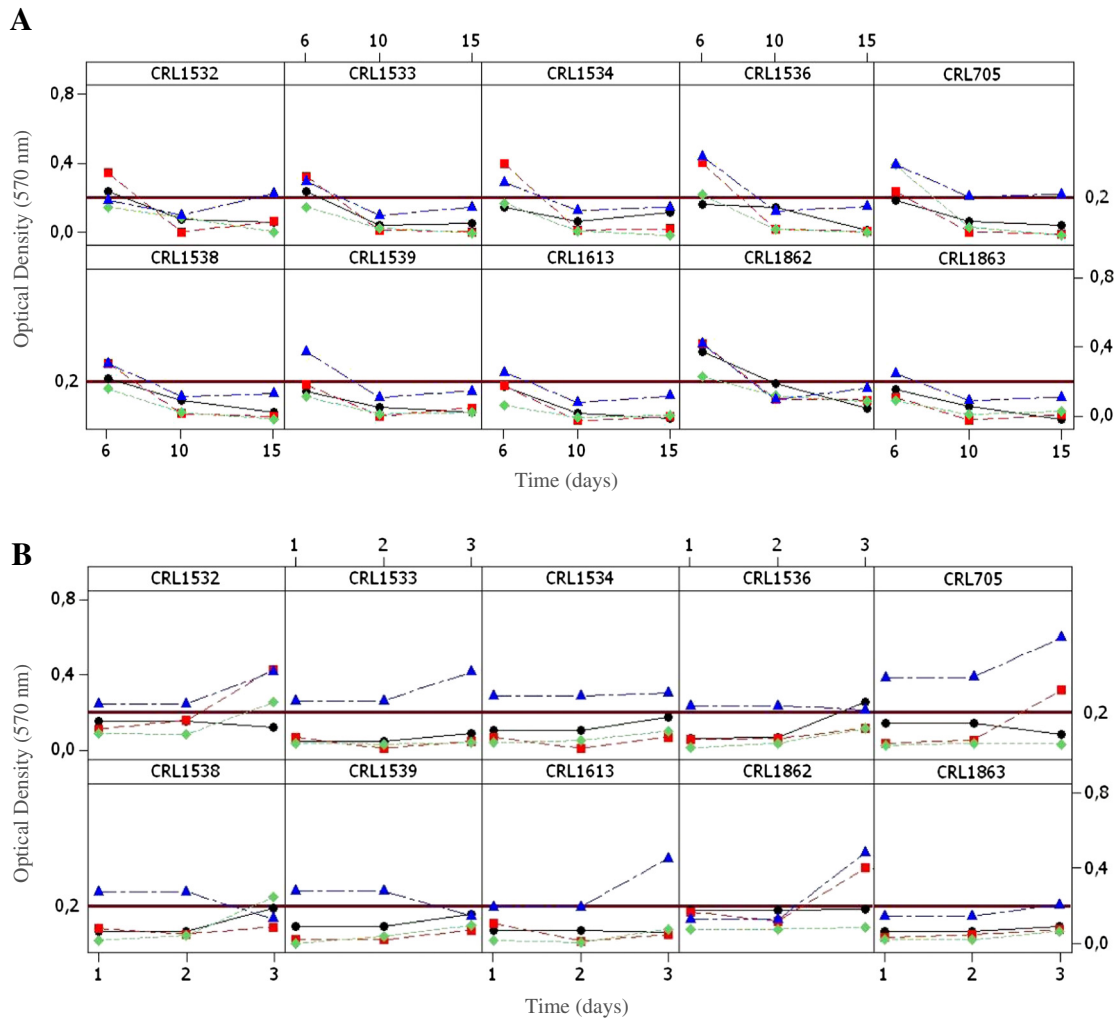 A
6 10 15 6 10 15
CRL1532 CRL1533 CRL1534 CRL1536 CRL705
0,8
0,4
0,2
0,0
CRL1538 CRL1539 CRL1613 CRL1862 CRL1863
0,8
0,4
0,2
0,0
Optical Density (570 nm)
6 10 15 6 10 15 6 10 15
Time (days)
B
1 2 3 1 2 3
CRL1532 CRL1533 CRL1534 CRL1536 CRL705
0,8
0,4
0,2
0,0
CRL1538 CRL1539 CRL1613 CRL1862 CRL1863
0,8
0,4
0,2
0,0
Optical Density (570 nm)
1 2 3 1 2 3 1 2 3
Time (days)